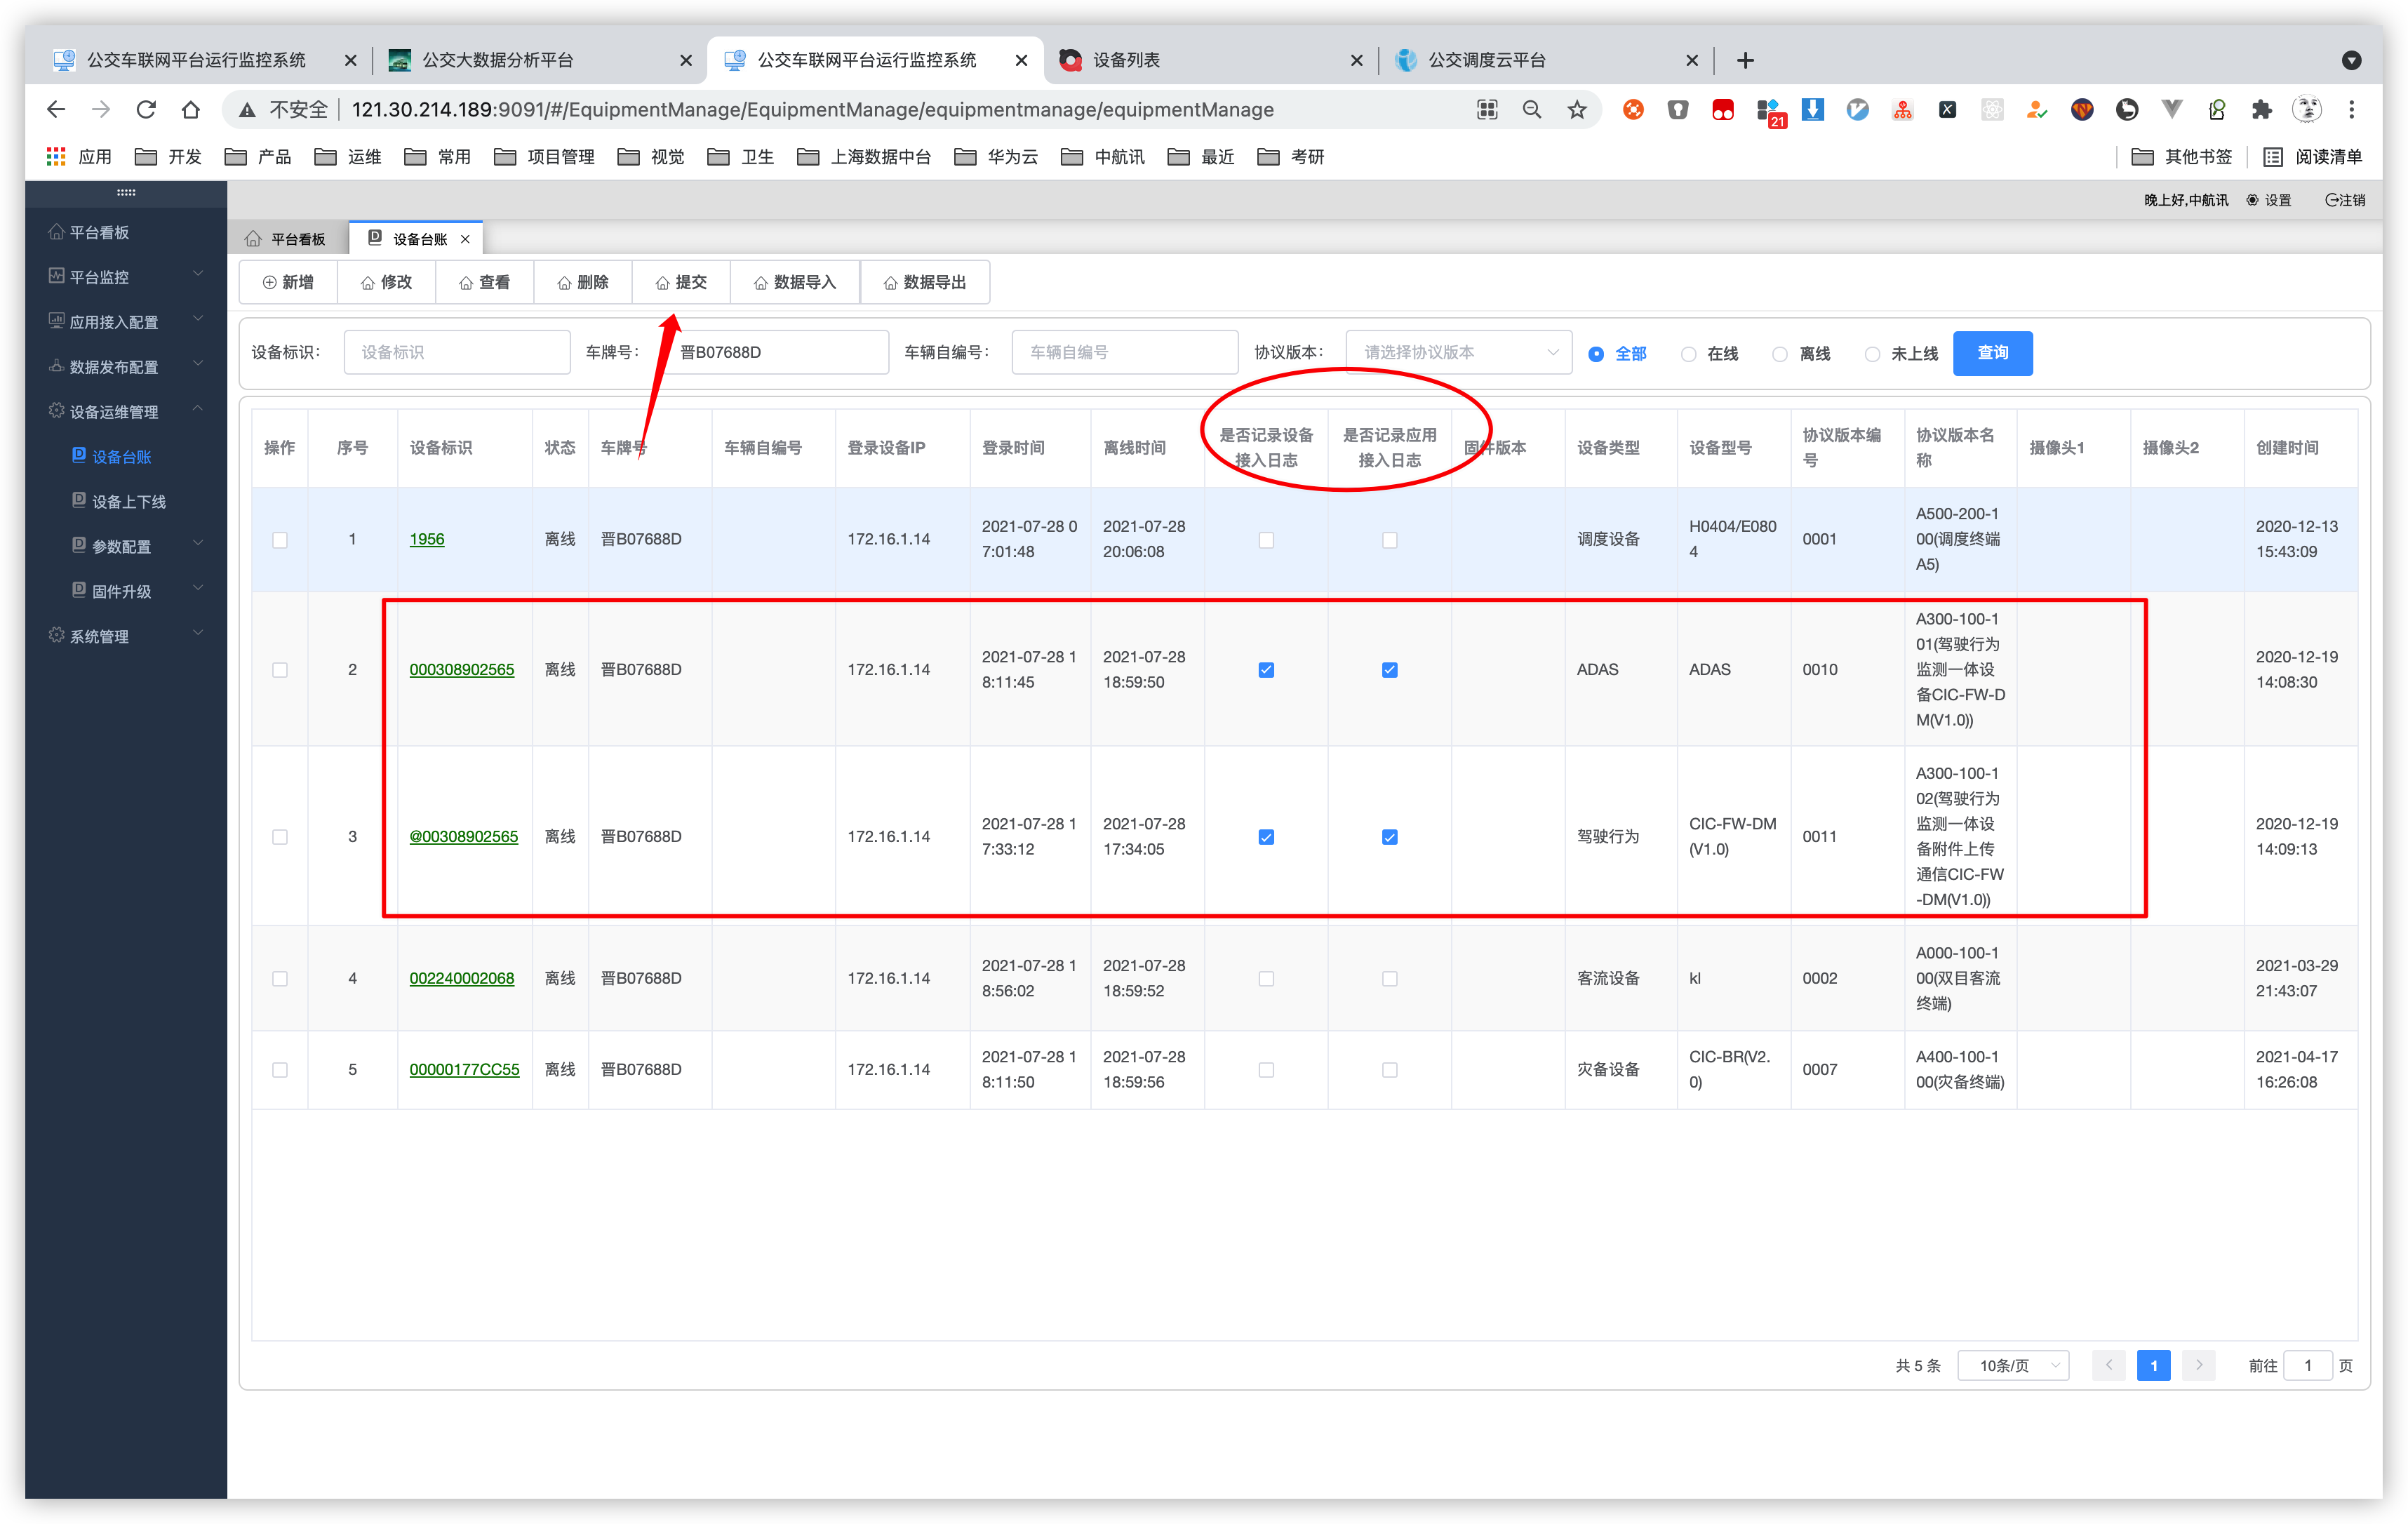 公交车联网平台运行监控系统
公交大数据分析平台
公交车联网平台运行监控系统
设备列表
公交调度云平台
不安全 121.30.214.189:9091/#/EquipmentManage/EquipmentManage/equipmentmanage/equipmentManage
21
应用 开发 产品 运维 常用 项目管理 视觉 卫生 上海数据中台 华为云 中航讯 最近 考研 其他书签 阅读清单
晚上好,中航讯 设置 注销
平台看板
平台监控
应用接入配置
数据发布配置
设备运维管理
设备台账
设备上下线
参数配置
固件升级
系统管理
平台看板 设备台账
新增 修改 查看 删除 提交 数据导入 数据导出
设备标识： 设备标识 车牌号： 晋B07688D 车辆自编号： 车辆自编号 协议版本： 请选择协议版本 全部 在线 离线 未上线 查询
操作 序号 设备标识 状态 车牌号 车辆自编号 登录设备IP 登录时间 离线时间 是否记录设备接入日志 是否记录应用接入日志 固件版本 设备类型 设备型号 协议版本编号 协议版本名称 摄像头1 摄像头2 创建时间
1 1956 离线 晋B07688D 172.16.1.14 2021-07-28 07:01:48 2021-07-28 20:06:08 调度设备 H0404/E0804 0001 A500-200-100(调度终端A5) 2020-12-13 15:43:09
2 000308902565 离线 晋B07688D 172.16.1.14 2021-07-28 18:11:45 2021-07-28 18:59:50 ADAS ADAS 0010 A300-100-101(驾驶行为监测一体设备CIC-FW-DM(V1.0)) 2020-12-19 14:08:30
3 @00308902565 离线 晋B07688D 172.16.1.14 2021-07-28 17:33:12 2021-07-28 17:34:05 驾驶行为 CIC-FW-DM(V1.0) 0011 A300-100-102(驾驶行为监测一体设备附件上传通信CIC-FW-DM(V1.0)) 2020-12-19 14:09:13
4 002240002068 离线 晋B07688D 172.16.1.14 2021-07-28 18:56:02 2021-07-28 18:59:52 客流设备 kl 0002 A000-100-100(双目客流终端) 2021-03-29 21:43:07
5 00000177CC55 离线 晋B07688D 172.16.1.14 2021-07-28 18:11:50 2021-07-28 18:59:56 灾备设备 CIC-BR(V2.0) 0007 A400-100-100(灾备终端) 2021-04-17 16:26:08
共 5 条 10条/页 1 前往 1 页